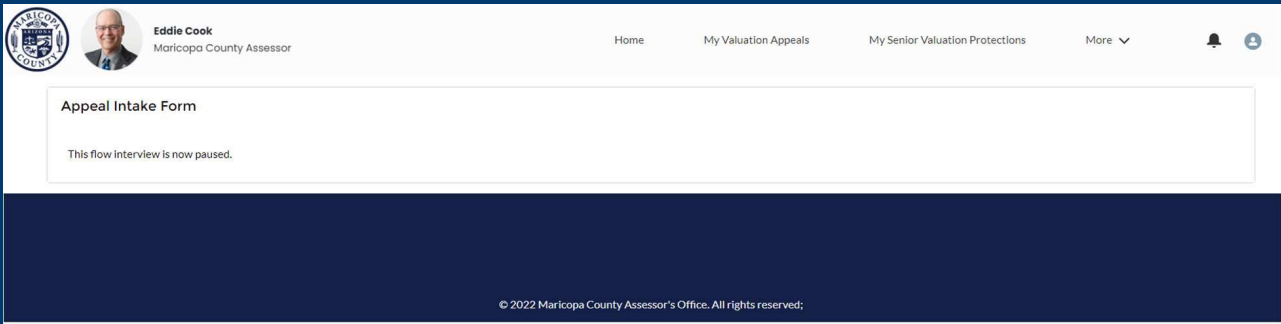 MARICOPA
ARIZONA
COUNTY
Eddie Cook
Maricopa County Assessor
Home
My Valuation Appeals
My Senior Valuation Protections
More
Appeal Intake Form
This flow interview is now paused.
© 2022 Maricopa County Assessor's Office. All rights reserved;